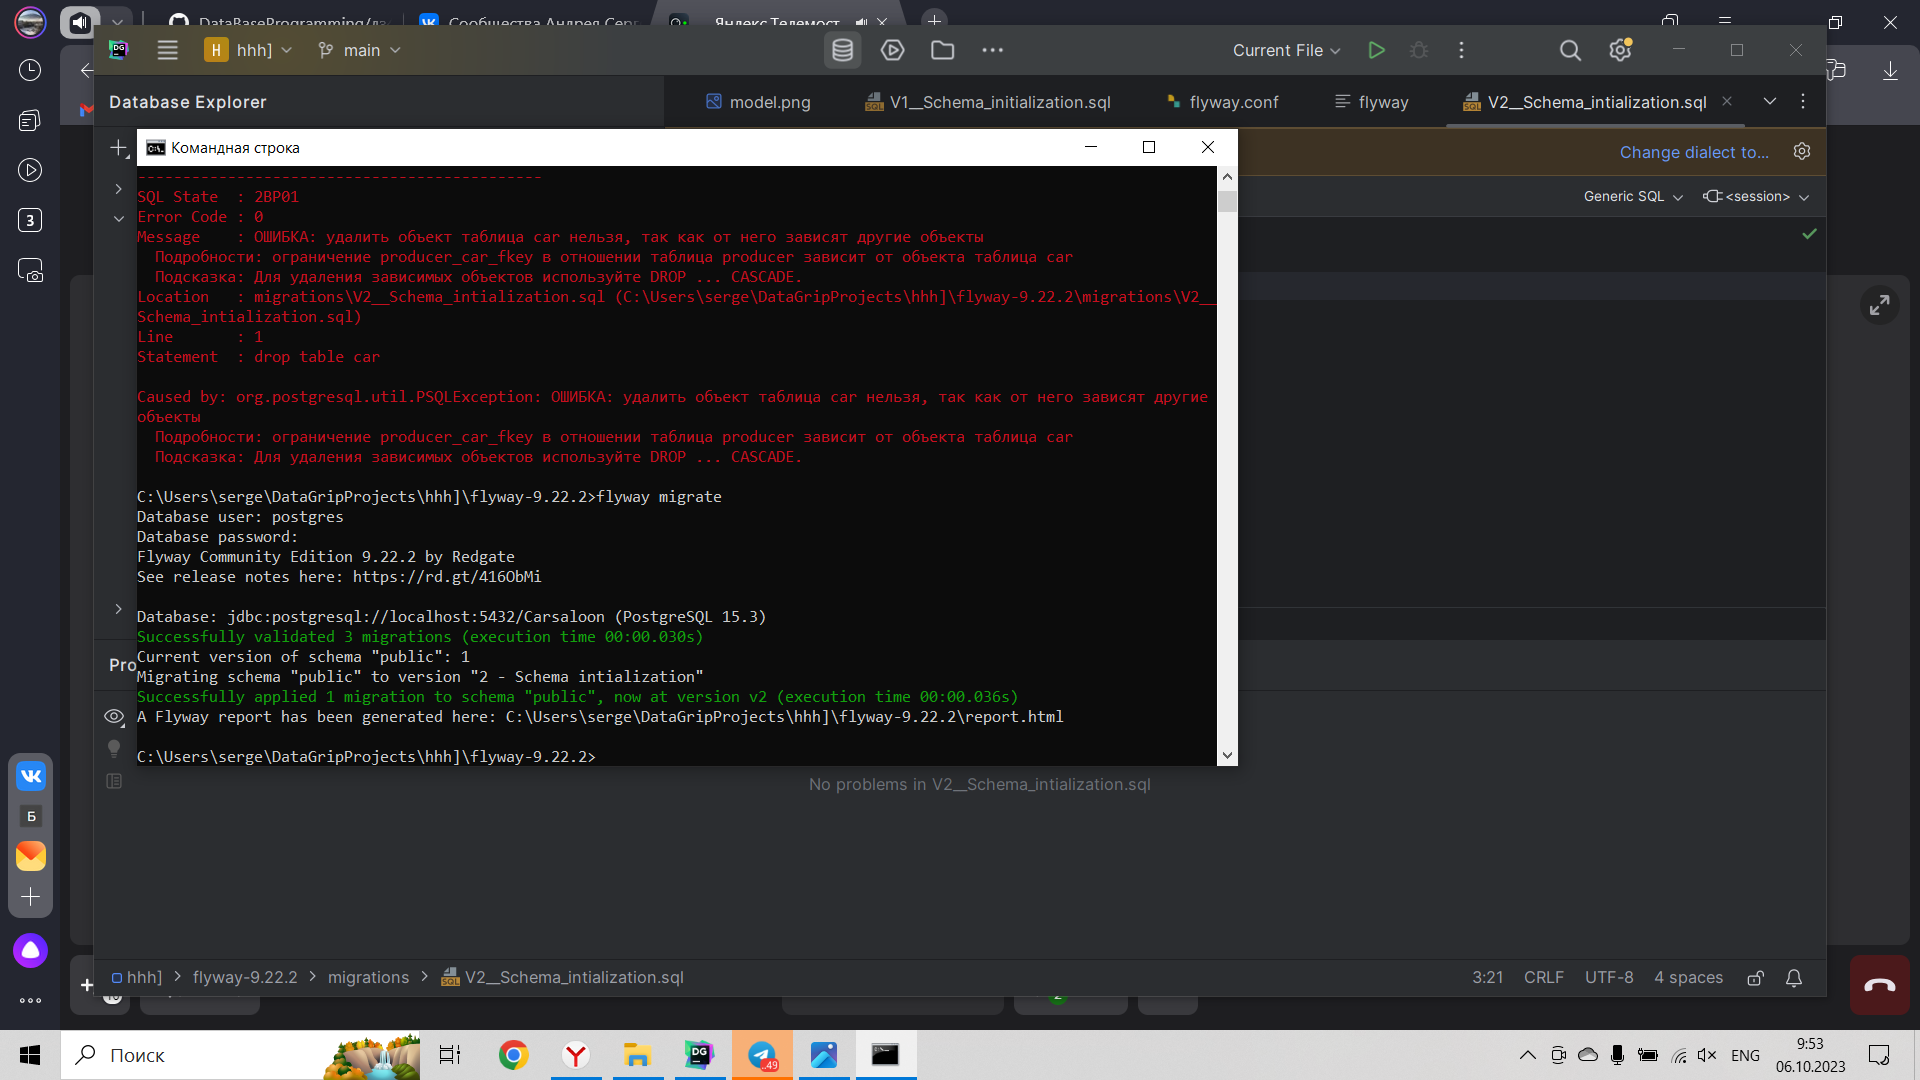 DataBaseProgramming/
Сообщества Андрея Серг
Яндекс Телемост
DG
H hhh]
main
Current File
Database Explorer
model.png
V1__Schema_initialization.sql
flyway.conf
flyway
V2__Schema_intialization.sql
Командная строка
Change dialect to...
Generic SQL
<session>
---------------------------------------------
SQL State  : 2BP01
Error Code : 0
Message    : ОШИБКА: удалить объект таблица car нельзя, так как от него зависят другие объекты
Подробности: ограничение producer_car_fkey в отношении таблица producer зависит от объекта таблица car
Подсказка: Для удаления зависимых объектов используйте DROP ... CASCADE.
Location   : migrations\V2__Schema_intialization.sql (C:\Users\serge\DataGripProjects\hhh]\flyway-9.22.2\migrations\V2__
Schema_intialization.sql)
Line       : 1
Statement  : drop table car
Caused by: org.postgresql.util.PSQLException: ОШИБКА: удалить объект таблица car нельзя, так как от него зависят другие
объекты
Подробности: ограничение producer_car_fkey в отношении таблица producer зависит от объекта таблица car
Подсказка: Для удаления зависимых объектов используйте DROP ... CASCADE.
C:\Users\serge\DataGripProjects\hhh]\flyway-9.22.2>flyway migrate
Database user: postgres
Database password:
Flyway Community Edition 9.22.2 by Redgate
See release notes here: https://rd.gt/416ObMi
Database: jdbc:postgresql://localhost:5432/Carsaloon (PostgreSQL 15.3)
Successfully validated 3 migrations (execution time 00:00.030s)
Current version of schema "public": 1
Migrating schema "public" to version "2 - Schema intialization"
Successfully applied 1 migration to schema "public", now at version v2 (execution time 00:00.036s)
A Flyway report has been generated here: C:\Users\serge\DataGripProjects\hhh]\flyway-9.22.2\report.html
C:\Users\serge\DataGripProjects\hhh]\flyway-9.22.2>
3
Pro
Б
No problems in V2__Schema_intialization.sql
hhh] > flyway-9.22.2 > migrations > V2__Schema_intialization.sql
3:21
CRLF
UTF-8
4 spaces
2
Поиск
DG
49
ENG
9:53
06.10.2023